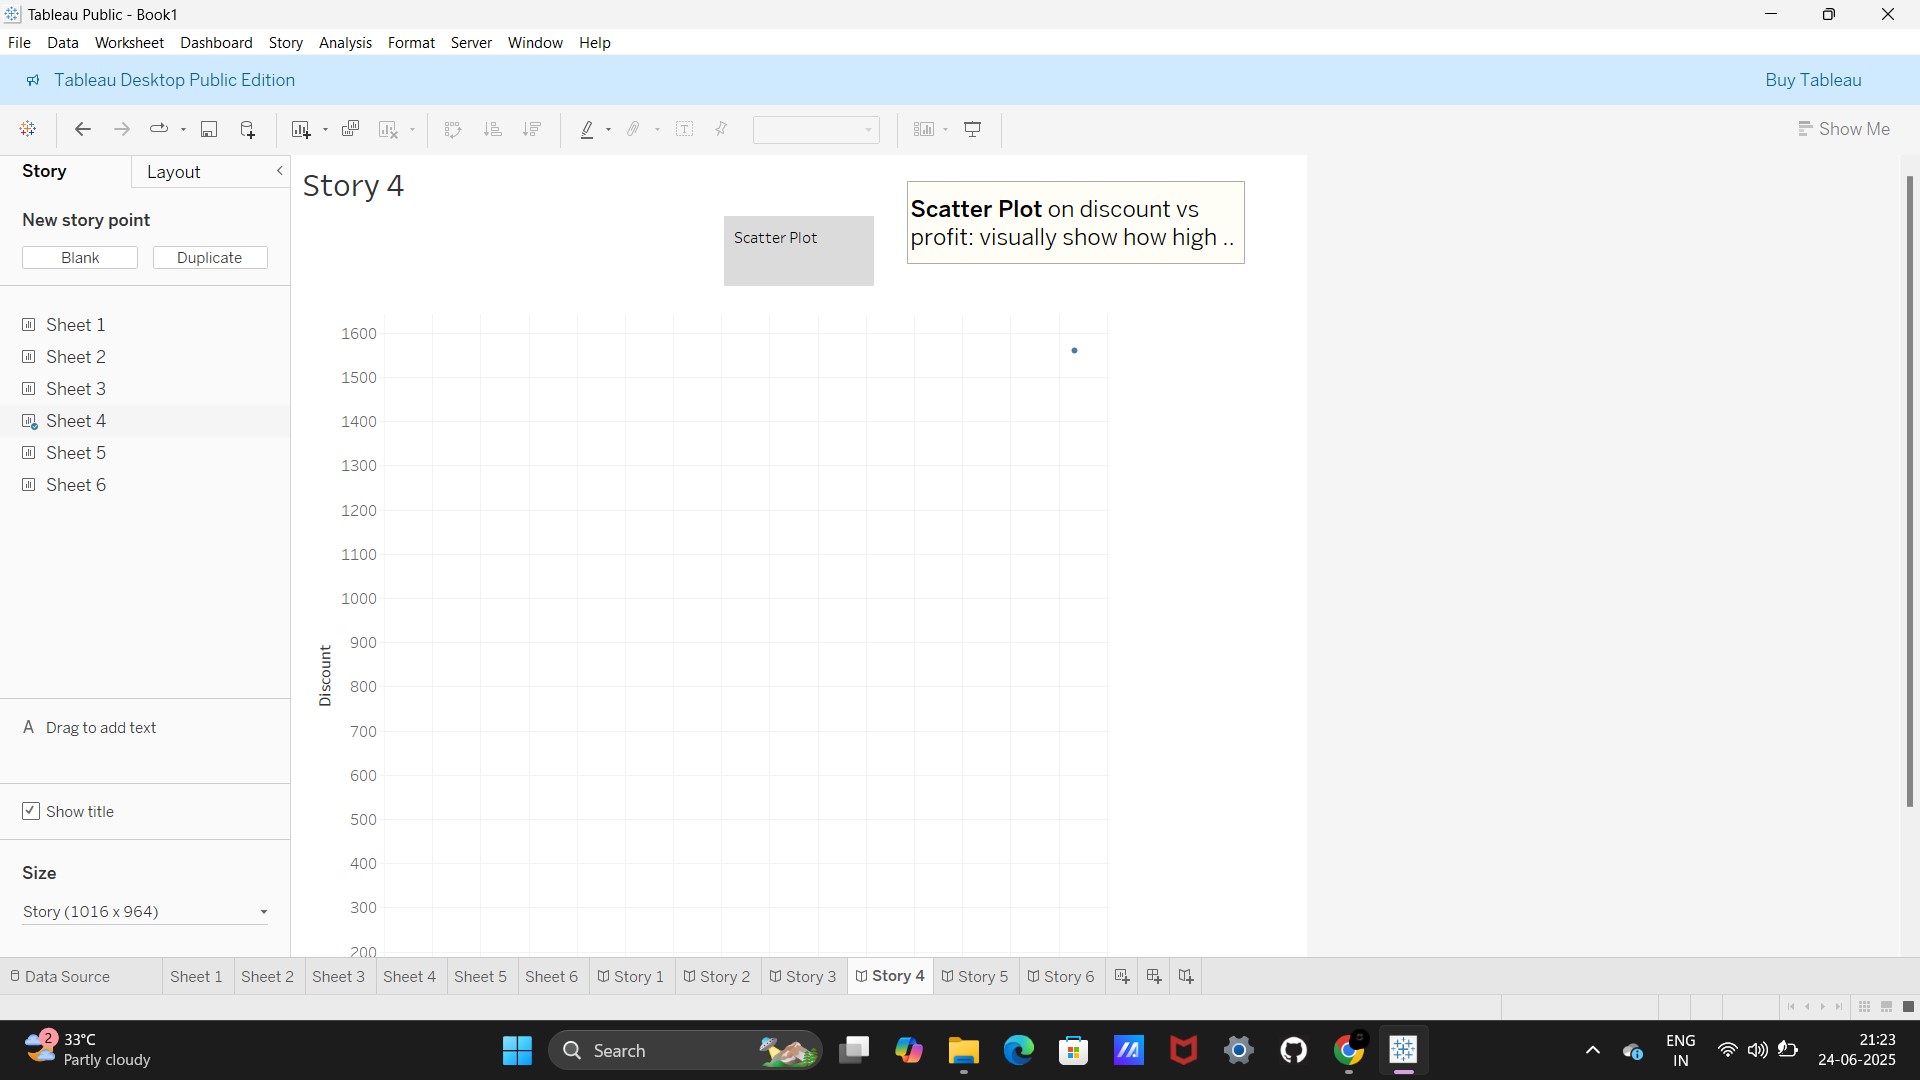 Tableau Public - Book1
File Data Worksheet Dashboard Story Analysis Format Server Window Help
Tableau Desktop Public Edition
Buy Tableau
Show Me
Story
Layout
New story point
Blank
Duplicate
Sheet 1
Sheet 2
Sheet 3
Sheet 4
Sheet 5
Sheet 6
A Drag to add text
Show title
Size
Story (1016 x 964)
Story 4
Scatter Plot
Scatter Plot on discount vs
profit: visually show how high ..
1600
1500
1400
1300
1200
1100
1000
900
800
700
600
500
400
300
200
Discount
Data Source Sheet 1 Sheet 2 Sheet 3 Sheet 4 Sheet 5 Sheet 6 Story 1 Story 2 Story 3 Story 4 Story 5 Story 6
2
33°C
Partly cloudy
Search
ENG
IN
21:23
24-06-2025